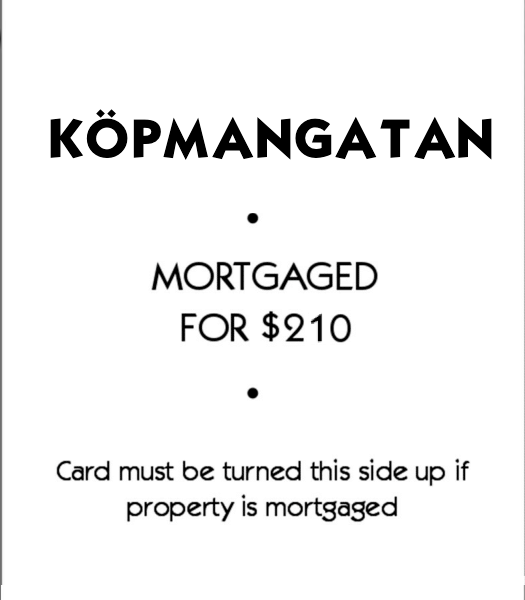 KÖPMANGATAN
•
MORTGAGED
FOR $210
•
Card must be turned this side up if
property is mortgaged